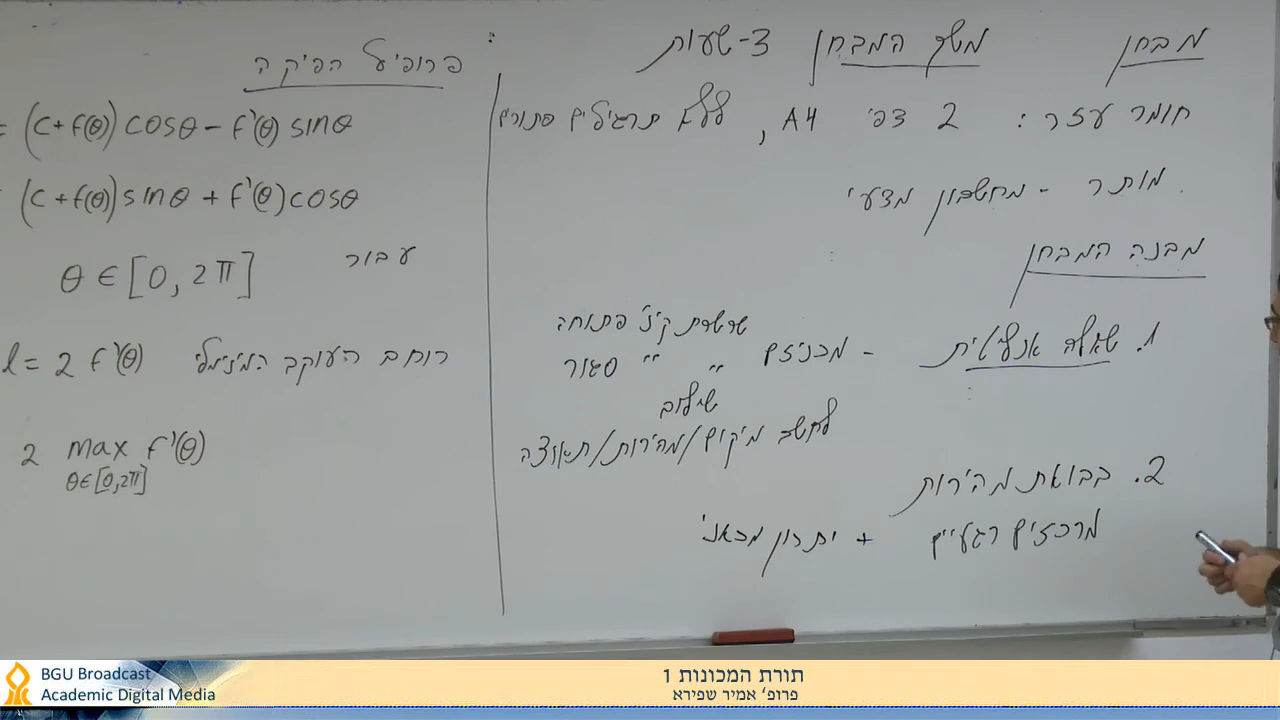 מבחן משך המבחן 3-שעות
חומר עזר: 2 דפי A4, ללא תרגילים פתורים
מותר - מחשבון מדעי
מבנה המבחן
1. שאלה אנליטית - מכניזם שרשרת קינ' פתוחה
" " סגור
שילוב
לחשב מיקום/מהירות/תאוצה
2. בבואת מהירות
מרכזים רגעיים + יתרון מכאני
פרופיל הפיקה
= (C+f(θ)) cosθ - f'(θ) sinθ
= (C+f(θ)) sinθ + f'(θ) cosθ
עבור θ ∈ [0, 2π]
רוחב העוקב המינימלי l = 2 f'(θ)
2 max f'(θ)
θ∈[0,2π]
BGU Broadcast
Academic Digital Media
תורת המכונות 1
פרופ' אמיר שפירא